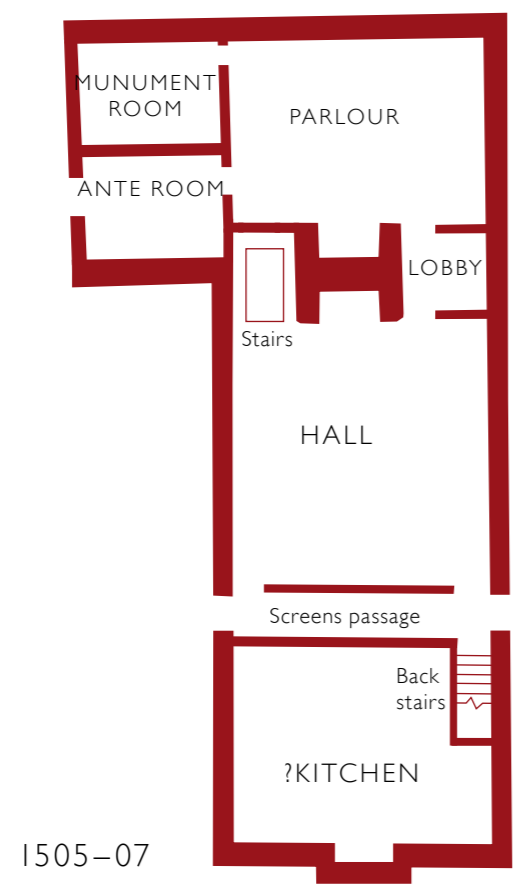 MUNUMENT
ROOM
PARLOUR
ANTE ROOM
LOBBY
Stairs
HALL
Screens passage
Back
stairs
?KITCHEN
1505–07